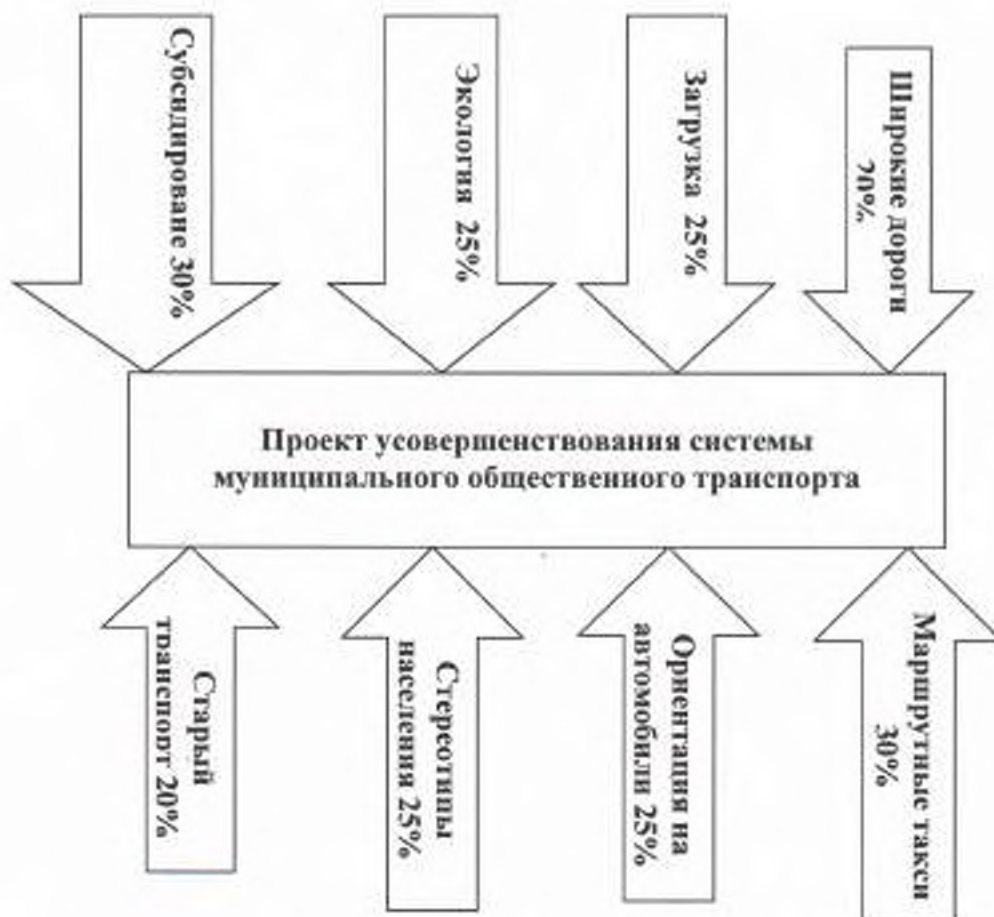 Субсидироване 30%
Экология 25%
Загрузка 25%
Широкие дороги
20%
Проект усовершенствования системы
муниципального общественного транспорта
Старый
транспорт 20%
Стереотипы
населения 25%
Ориентация на
автомобили 25%
Маршрутные такси
30%